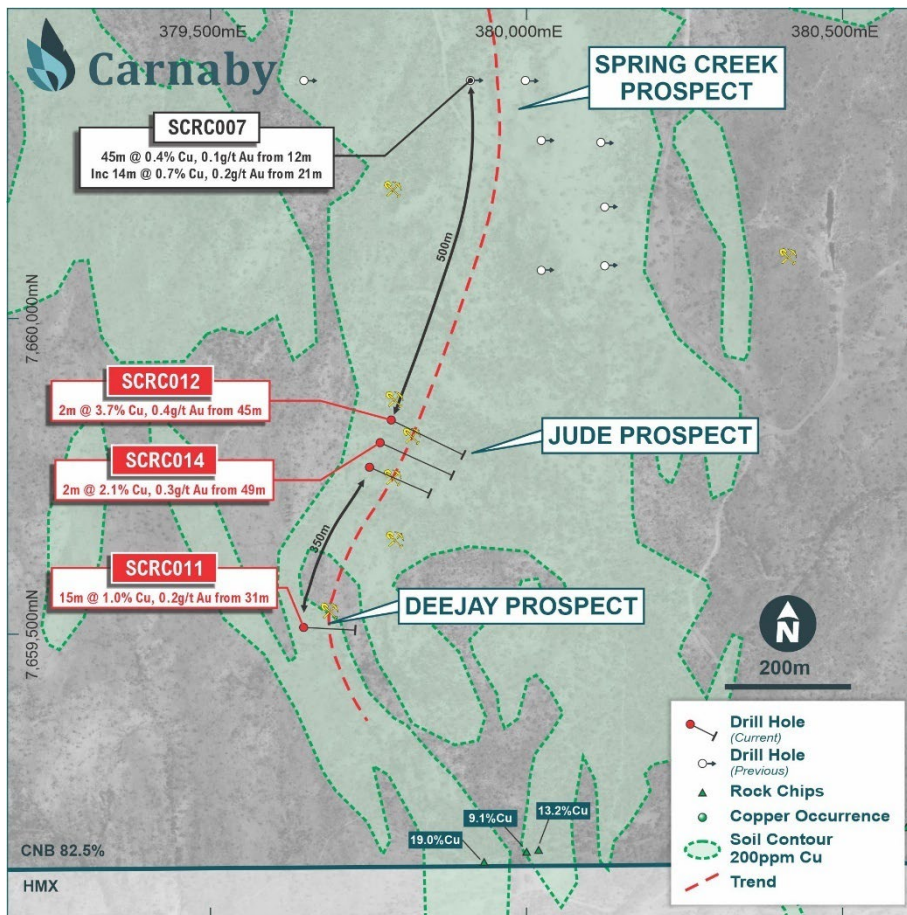 379,500mE
380,000mE
380,500mE
Carnaby
SPRING CREEK
PROSPECT
SCRC007
45m @ 0.4% Cu, 0.1g/t Au from 12m
Inc 14m @ 0.7% Cu, 0.2g/t Au from 21m
500m
7,660,000mN
SCRC012
2m @ 3.7% Cu, 0.4g/t Au from 45m
JUDE PROSPECT
SCRC014
2m @ 2.1% Cu, 0.3g/t Au from 49m
350m
SCRC011
15m @ 1.0% Cu, 0.2g/t Au from 31m
DEEJAY PROSPECT
7,659,500mN
N
200m
Drill Hole
(Current)
Drill Hole
(Previous)
Rock Chips
Copper Occurrence
Soil Contour
200ppm Cu
Trend
19.0%Cu
9.1%Cu
13.2%Cu
CNB 82.5%
HMX